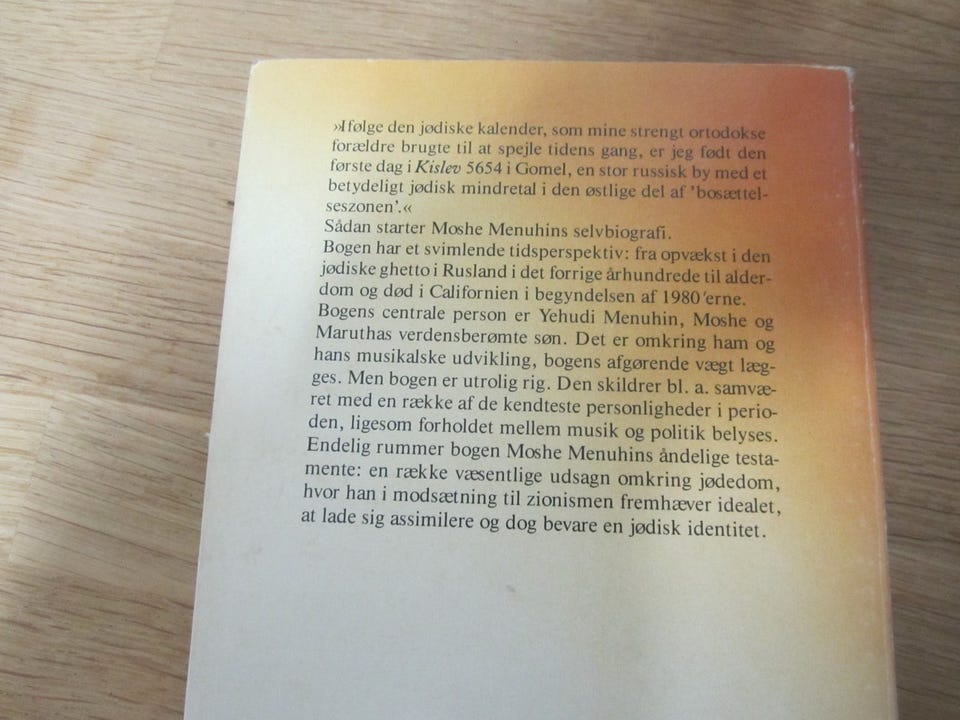 »Ifølge den jødiske kalender, som mine strengt ortodokse
forældre brugte til at spejle tidens gang, er jeg født den
første dag i Kislev 5654 i Gomel, en stor russisk by med et
betydeligt jødisk mindretal i den østlige del af 'bosættel-
seszonen'.«
Sådan starter Moshe Menuhins selvbiografi.
Bogen har et svimlende tidsperspektiv: fra opvækst i den
jødiske ghetto i Rusland i det forrige århundrede til alder-
dom og død i Californien i begyndelsen af 1980'erne.
Bogens centrale person er Yehudi Menuhin, Moshe og
Maruthas verdensberømte søn. Det er omkring ham og
hans musikalske udvikling, bogens afgørende vægt læg-
ges. Men bogen er utrolig rig. Den skildrer bl. a. samvæ-
ret med en række af de kendteste personligheder i perio-
den, ligesom forholdet mellem musik og politik belyses.
Endelig rummer bogen Moshe Menuhins åndelige testa-
mente: en række væsentlige udsagn omkring jødedom,
hvor han i modsætning til zionismen fremhæver idealet,
at lade sig assimilere og dog bevare en jødisk identitet.